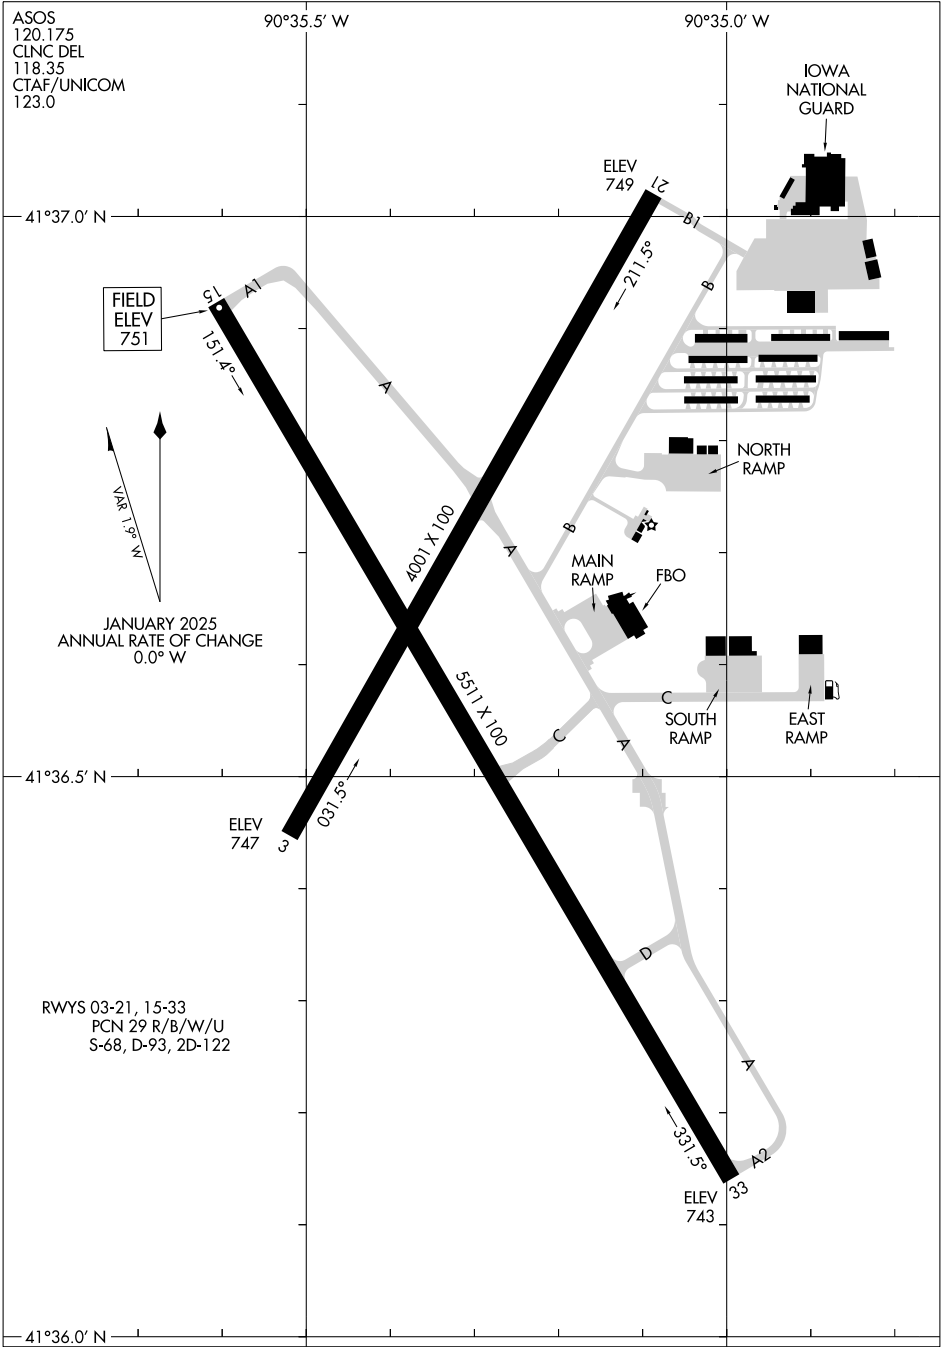 ASOS
120.175
CLNC DEL
118.35
CTAF/UNICOM
123.0
90°35.5' W
90°35.0' W
IOWA
NATIONAL
GUARD
ELEV
749
21
41°37.0' N
B1
211.5°
B
15
A1
FIELD
ELEV
751
151.4°
A
VAR 1.9° W
NORTH
RAMP
4001 X 100
A
B
MAIN
RAMP
FBO
JANUARY 2025
ANNUAL RATE OF CHANGE
0.0° W
5511 X 100
C
SOUTH
RAMP
EAST
RAMP
C
A
41°36.5' N
031.5°
ELEV
747
3
D
RWYS 03-21, 15-33
PCN 29 R/B/W/U
S-68, D-93, 2D-122
A
331.5°
A2
ELEV
743
33
41°36.0' N